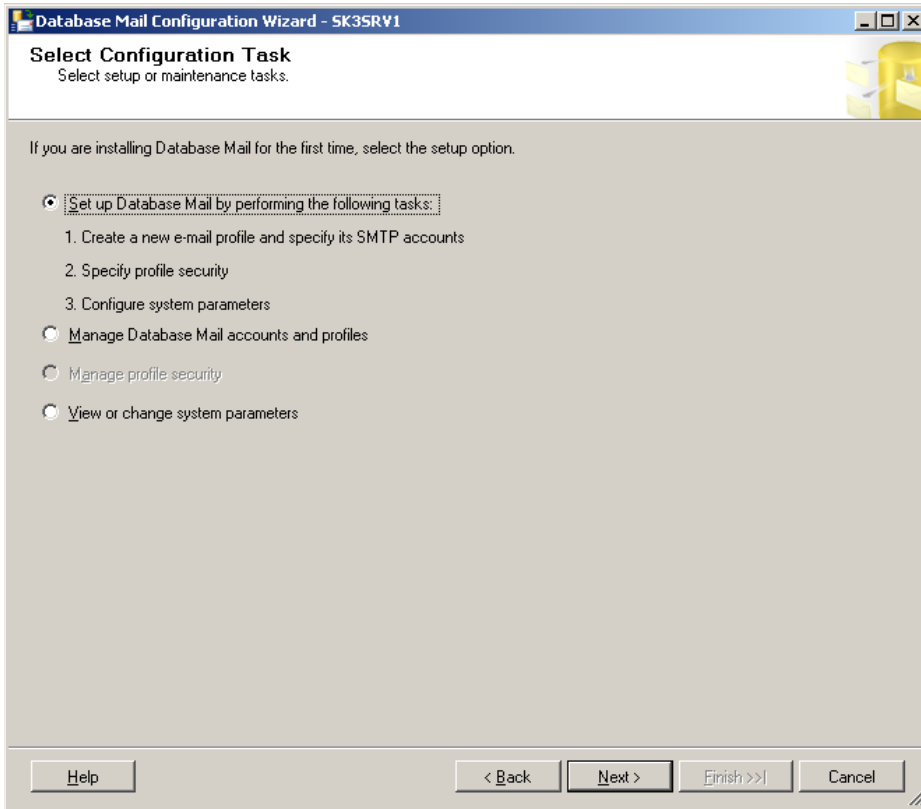 Database Mail Configuration Wizard - SK3SRV1
Select Configuration Task
Select setup or maintenance tasks.
If you are installing Database Mail for the first time, select the setup option.
Set up Database Mail by performing the following tasks:
1. Create a new e-mail profile and specify its SMTP accounts
2. Specify profile security
3. Configure system parameters
Manage Database Mail accounts and profiles
Manage profile security
View or change system parameters
Help
< Back
Next >
Finish >>|
Cancel